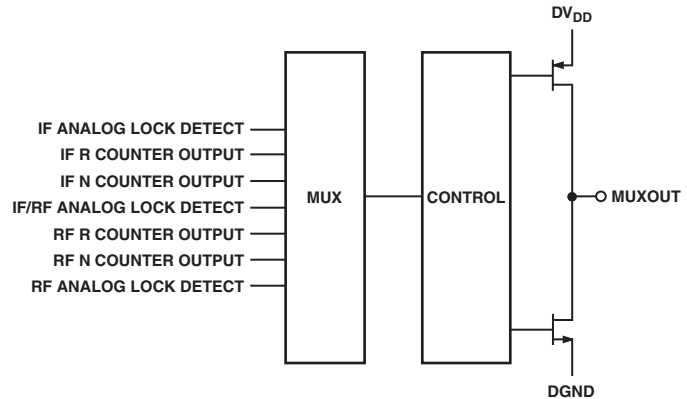 DVDD
IF ANALOG LOCK DETECT
IF R COUNTER OUTPUT
IF N COUNTER OUTPUT
IF/RF ANALOG LOCK DETECT
RF R COUNTER OUTPUT
RF N COUNTER OUTPUT
RF ANALOG LOCK DETECT
MUX
CONTROL
MUXOUT
DGND